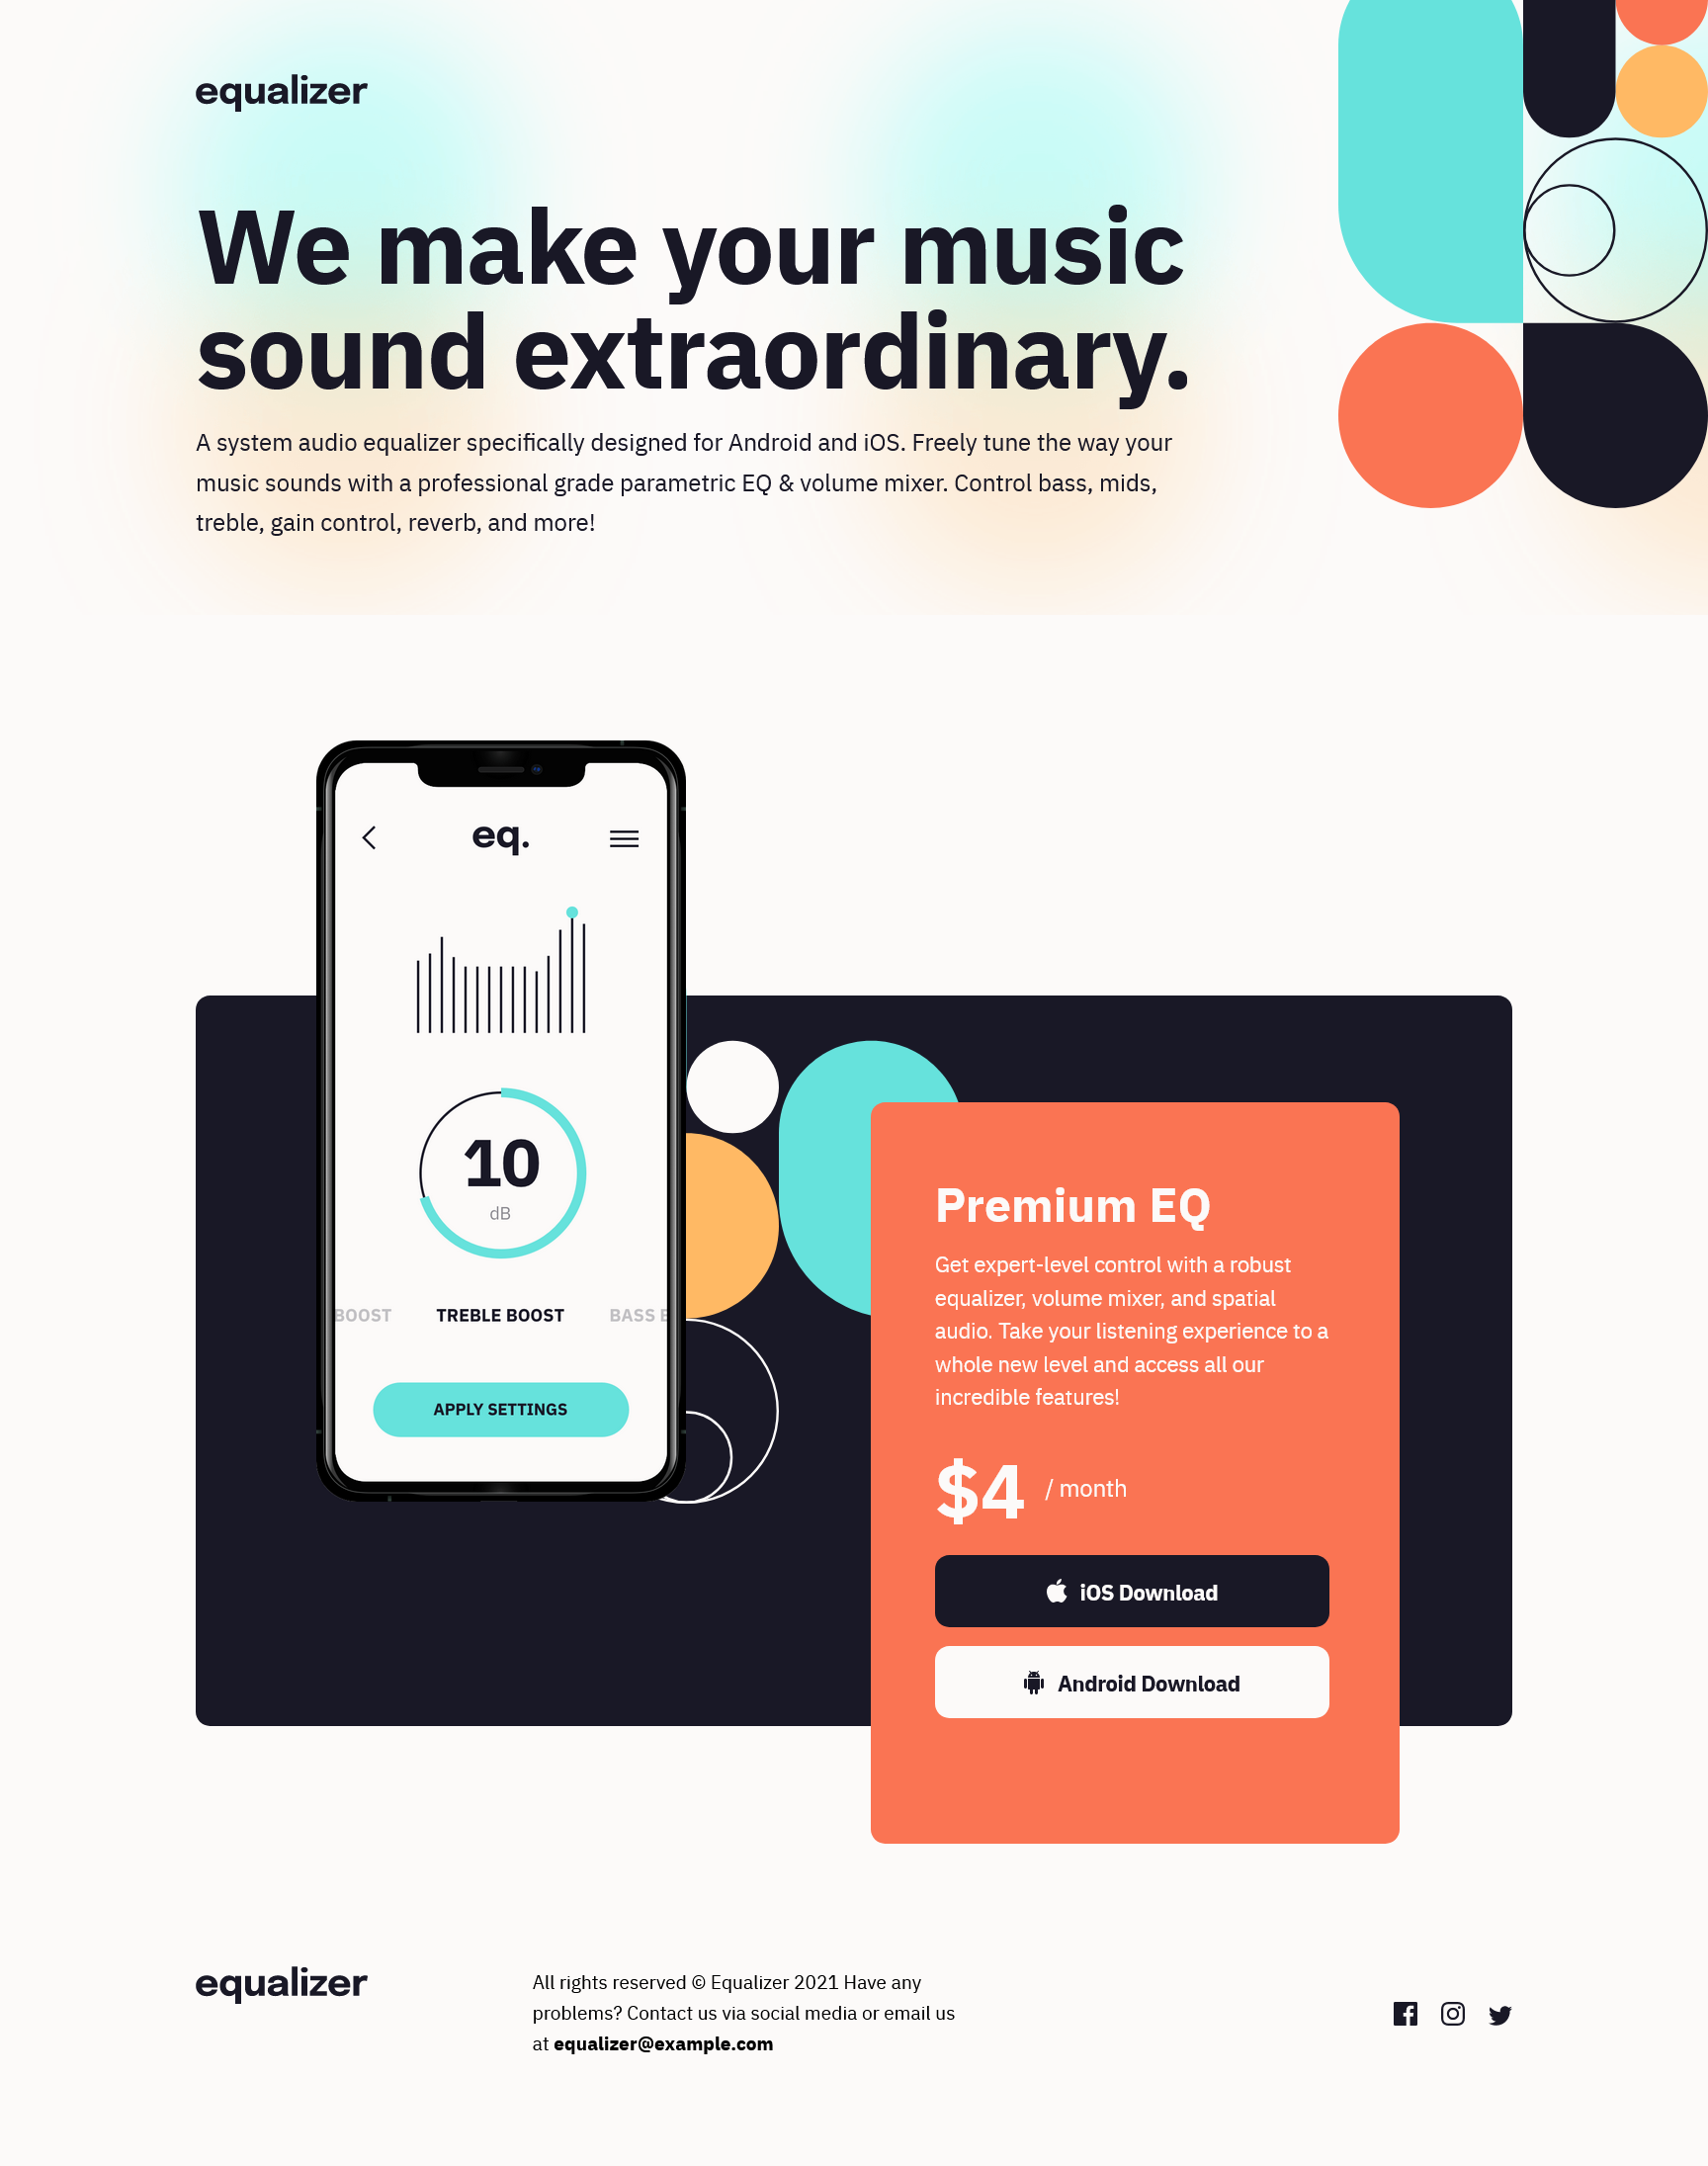 equalizer
We make your music
sound extraordinary.
A system audio equalizer specifically designed for Android and iOS. Freely tune the way your
music sounds with a professional grade parametric EQ & volume mixer. Control bass, mids,
treble, gain control, reverb, and more!
eq.
10
dB
BOOST TREBLE BOOST BASS B
APPLY SETTINGS
Premium EQ
Get expert-level control with a robust
equalizer, volume mixer, and spatial
audio. Take your listening experience to a
whole new level and access all our
incredible features!
$4 / month
iOS Download
Android Download
equalizer
All rights reserved © Equalizer 2021 Have any
problems? Contact us via social media or email us
at equalizer@example.com